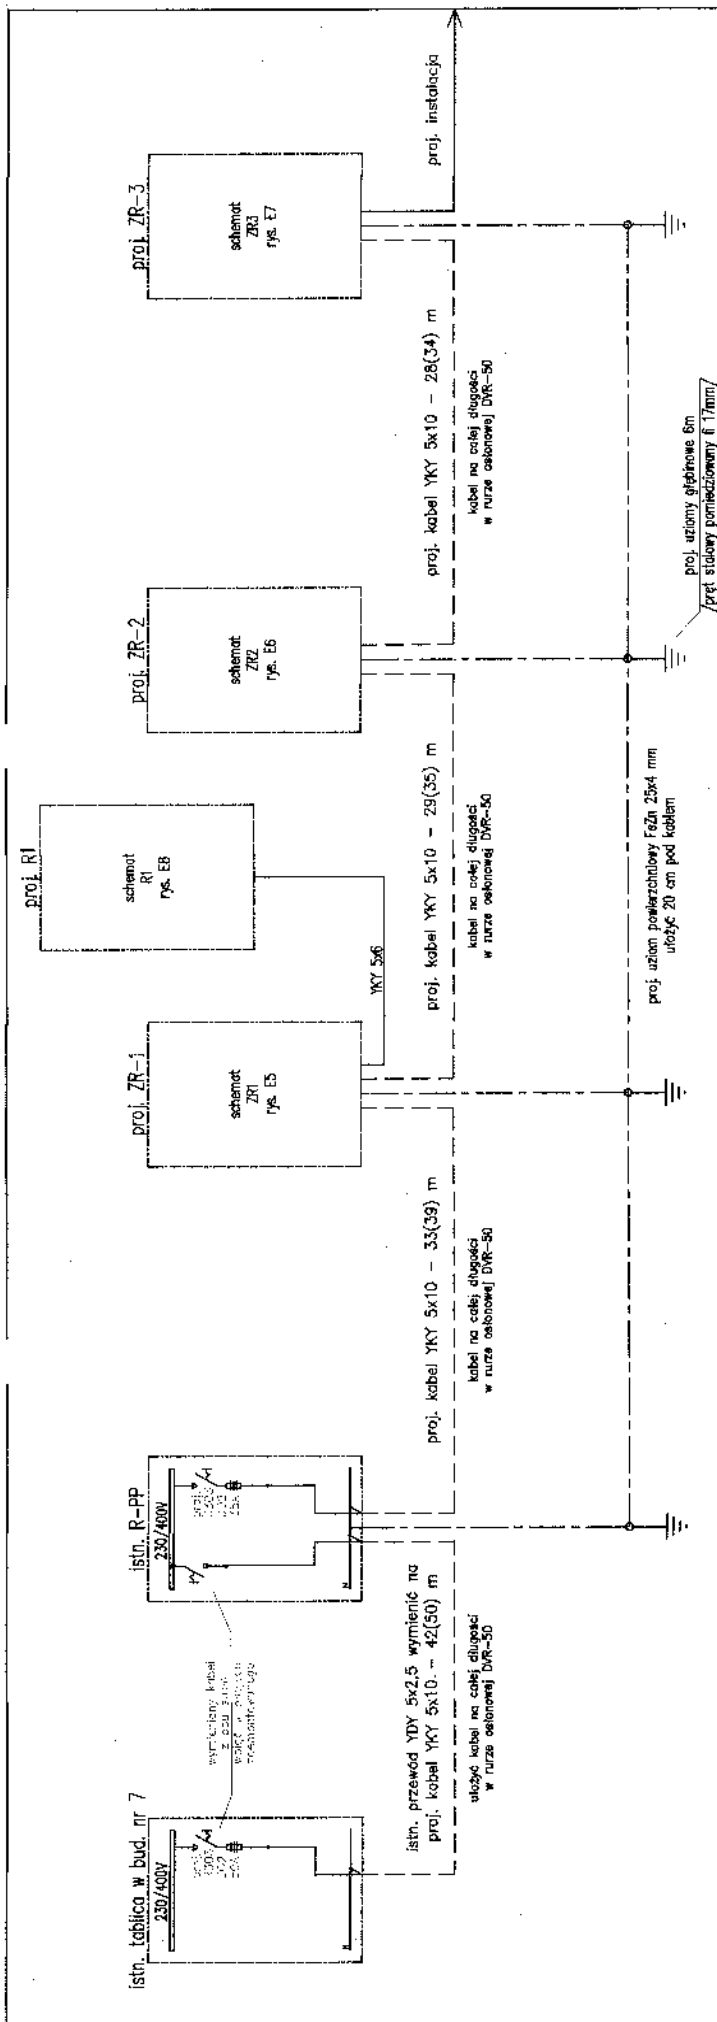 istn. tablica w bud. nr 7
230/400V
istn. R-PP
230/400V
wymieniony kabel
z obu stron
istn. przewód YDY 5x2,5 wymienić na
proj. kabel YKY 5x10 - 42(50) m
ułożyć kabel na całej długości
w rurze osłonowej DVR-50
proj. kabel YKY 5x10 - 33(39) m
kabel na całej długości
w rurze osłonowej DVR-50
proj. ZR-1
schemat
ZR1
rys. E5
YKY 5x6
proj. R1
schemat
R1
rys. E8
proj. kabel YKY 5x10 - 29(35) m
kabel na całej długości
w rurze osłonowej DVR-50
proj. uziom powierzchniowy FeZn 25x4 mm
ułożyć 20 cm pod kablem
proj. ZR-2
schemat
ZR2
rys. E6
proj. kabel YKY 5x10 - 28(34) m
kabel na całej długości
w rurze osłonowej DVR-50
proj. uziomy głębinowe 6m
/pręt stalowy pomiedziowany fi 17mm/
proj. ZR-3
schemat
ZR3
rys. E7
proj. instalacja